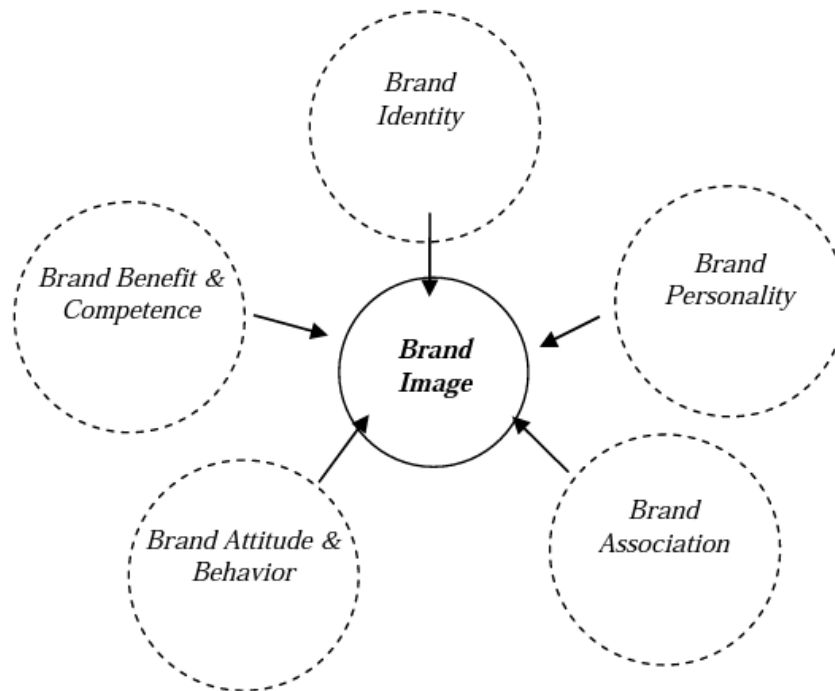 Brand
Identity
Brand Benefit &
Competence
Brand
Personality
Brand
Image
Brand Attitude &
Behavior
Brand
Association